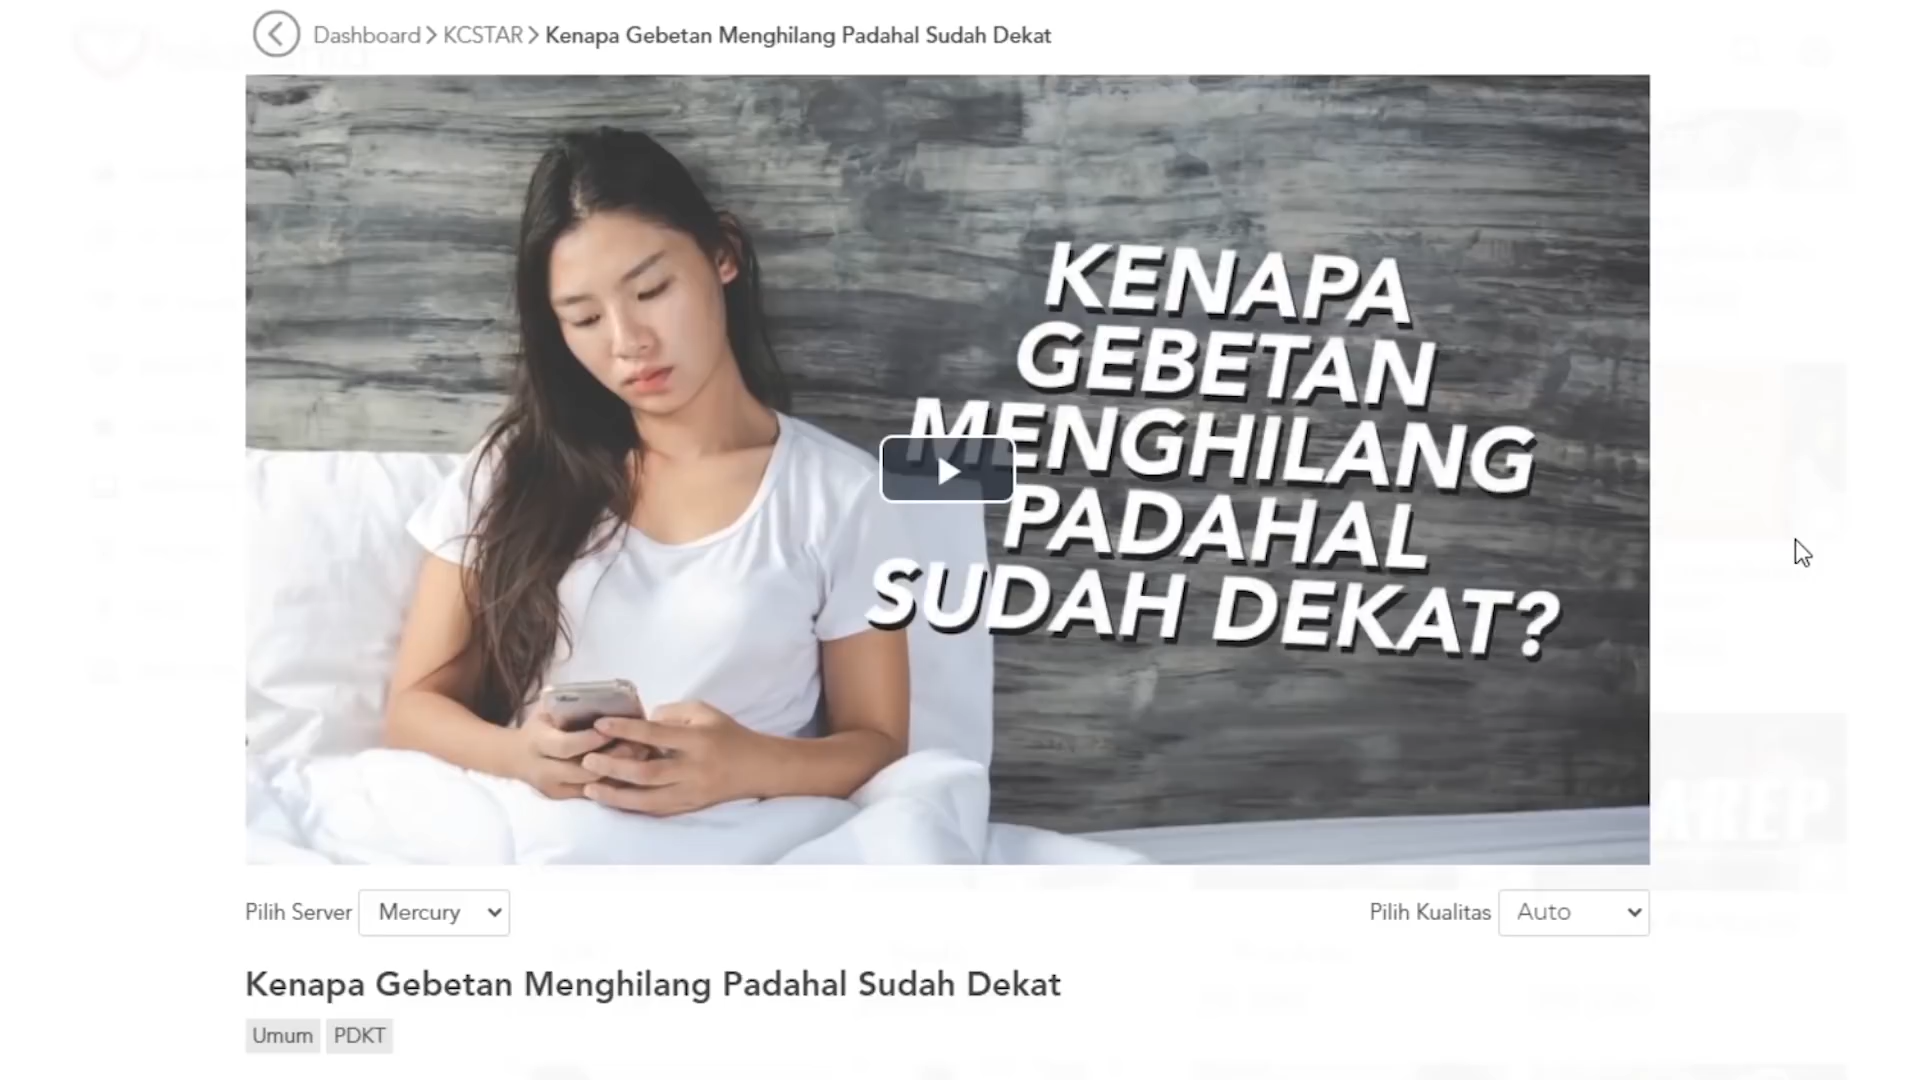 Dashboard > KCSTAR > Kenapa Gebetan Menghilang Padahal Sudah Dekat
KENAPA
GEBETAN
MENGHILANG
PADAHAL
SUDAH DEKAT?
Pilih Server Mercury
Pilih Kualitas Auto
Kenapa Gebetan Menghilang Padahal Sudah Dekat
Umum PDKT